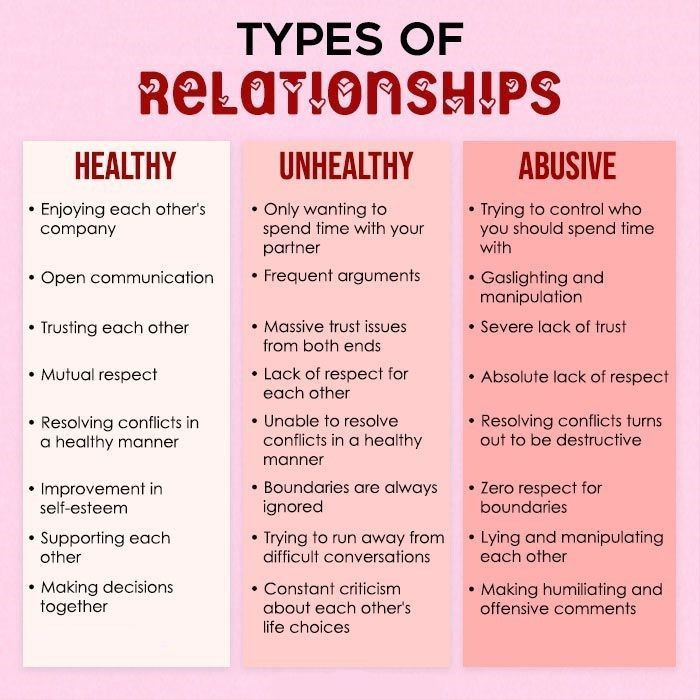 TYPES OF
RELATIONSHIPS
HEALTHY
• Enjoying each other's
company
• Open communication
• Trusting each other
• Mutual respect
• Resolving conflicts in
a healthy manner
• Improvement in
self-esteem
• Supporting each
other
• Making decisions
together
UNHEALTHY
• Only wanting to
spend time with your
partner
• Frequent arguments
• Massive trust issues
from both ends
• Lack of respect for
each other
• Unable to resolve
conflicts in a healthy
manner
• Boundaries are always
ignored
• Trying to run away from
difficult conversations
• Constant criticism
about each other's
life choices
ABUSIVE
• Trying to control who
you should spend time
with
• Gaslighting and
manipulation
• Severe lack of trust
• Absolute lack of respect
• Resolving conflicts turns
out to be destructive
• Zero respect for
boundaries
• Lying and manipulating
each other
• Making humiliating and
offensive comments